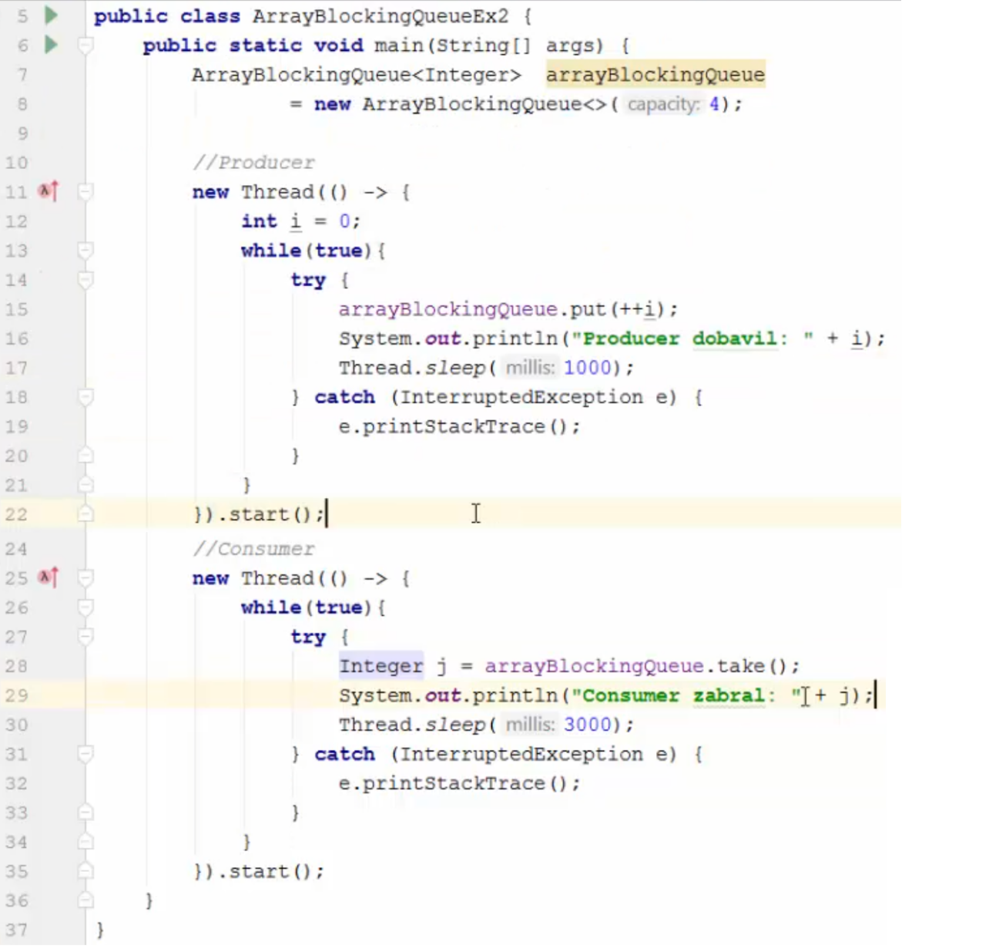 5 public class ArrayBlockingQueueEx2 {
6 public static void main(String[] args) {
7 ArrayBlockingQueue<Integer> arrayBlockingQueue
8 = new ArrayBlockingQueue<>( capacity: 4);
9
10 //Producer
11 new Thread(() -> {
12 int i = 0;
13 while(true){
14 try {
15 arrayBlockingQueue.put(++i);
16 System.out.println("Producer dobavil: " + i);
17 Thread.sleep( millis: 1000);
18 } catch (InterruptedException e) {
19 e.printStackTrace();
20 }
21 }
22 }).start();
24 //Consumer
25 new Thread(() -> {
26 while(true){
27 try {
28 Integer j = arrayBlockingQueue.take();
29 System.out.println("Consumer zabral: " + j);
30 Thread.sleep( millis: 3000);
31 } catch (InterruptedException e) {
32 e.printStackTrace();
33 }
34 }
35 }).start();
36 }
37 }